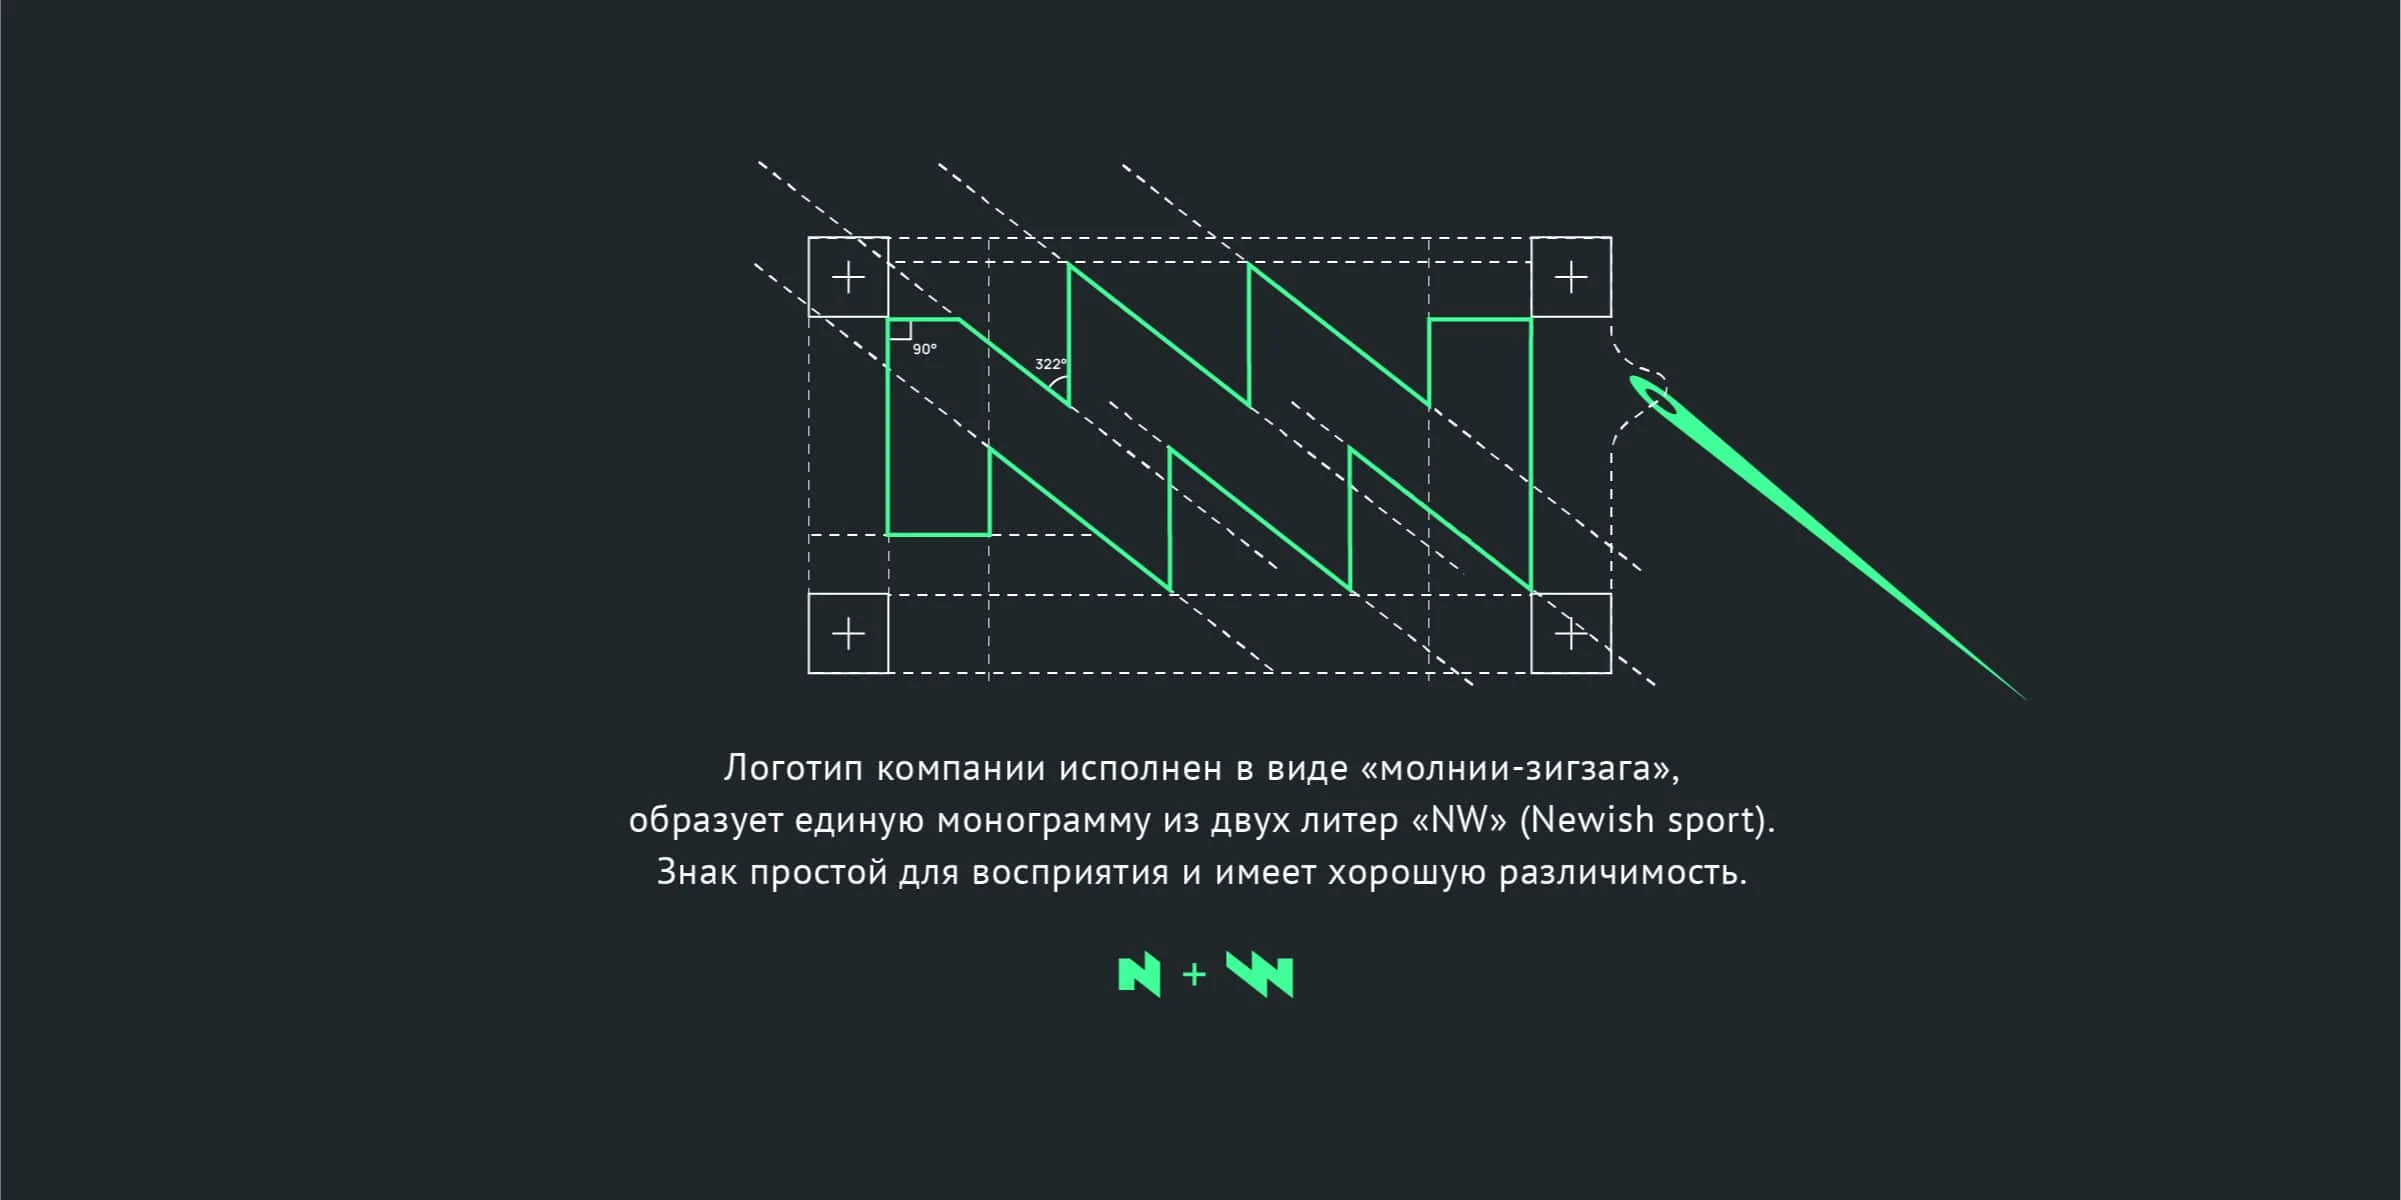 90°
322°
Логотип компании исполнен в виде «молнии-зигзага»,
образует единую монограмму из двух литер «NW» (Newish sport).
Знак простой для восприятия и имеет хорошую различимость.
N + W